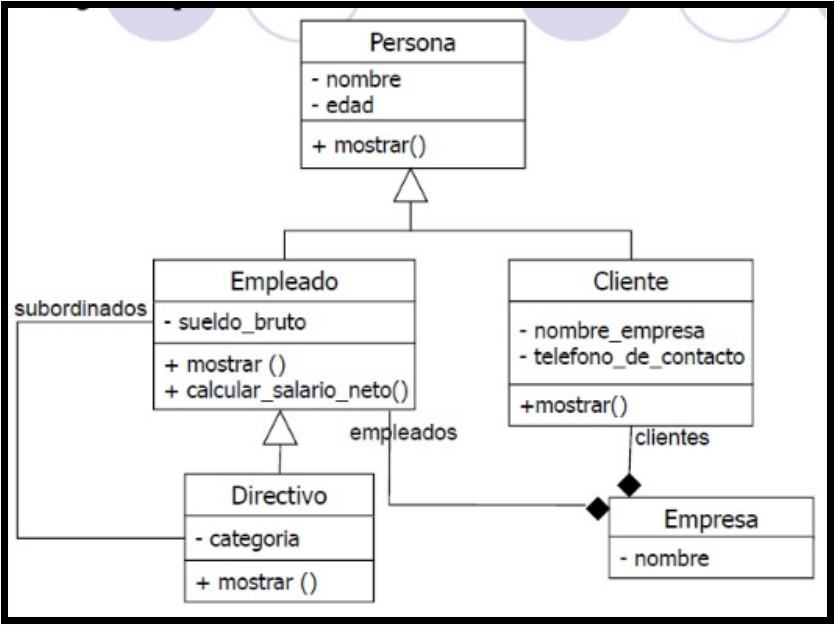 Persona
- nombre
- edad
+ mostrar()
Empleado
- sueldo_bruto
+ mostrar ()
+ calcular_salario_neto()
Cliente
- nombre_empresa
- telefono_de_contacto
+mostrar()
subordinados
empleados
clientes
Directivo
- categoria
+ mostrar ()
Empresa
- nombre